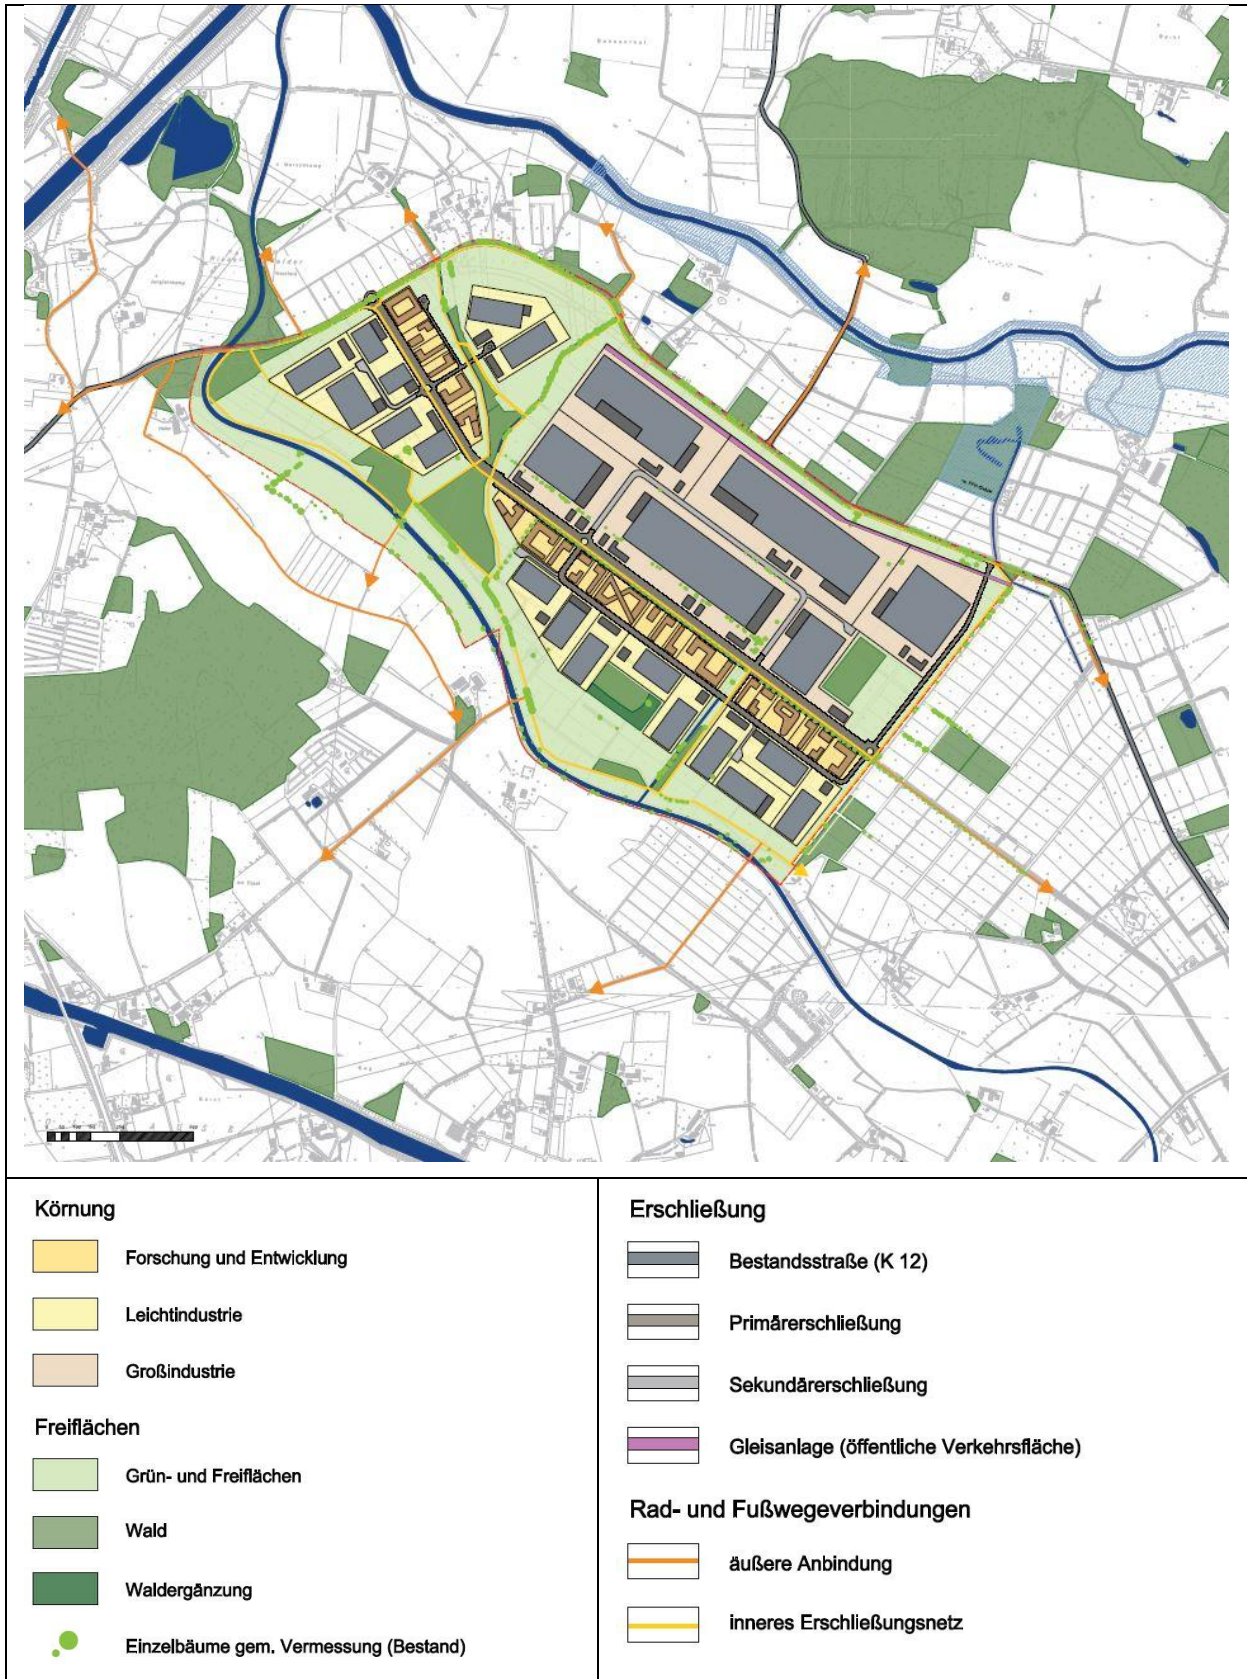 Körnung
Forschung und Entwicklung
Leichtindustrie
Großindustrie
Freiflächen
Grün- und Freiflächen
Wald
Waldergänzung
Einzelbäume gem. Vermessung (Bestand)
Erschließung
Bestandsstraße (K 12)
Primärerschließung
Sekundärerschließung
Gleisanlage (öffentliche Verkehrsfläche)
Rad- und Fußwegeverbindungen
äußere Anbindung
inneres Erschließungsnetz